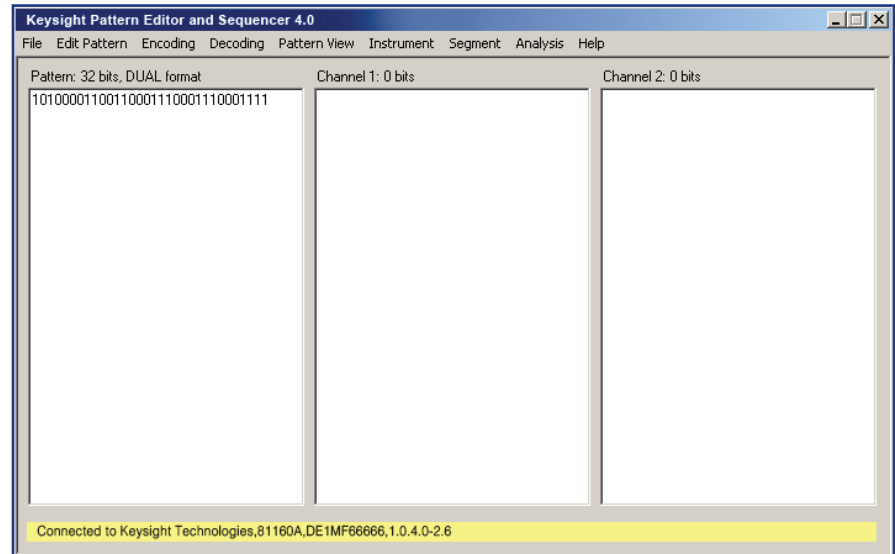 Keysight Pattern Editor and Sequencer 4.0
File Edit Pattern Encoding Decoding Pattern View Instrument Segment Analysis Help
Pattern: 32 bits, DUAL format Channel 1: 0 bits Channel 2: 0 bits
10100001100110001110001110001111
Connected to Keysight Technologies,81160A,DE1MF66666,1.0.4.0-2.6